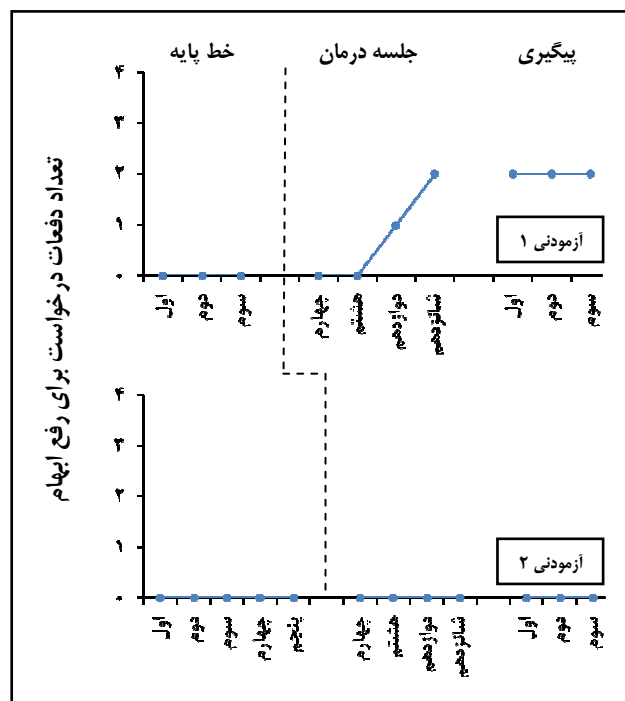 خط پایه جلسه درمان پیگیری
تعداد دفعات درخواست برای رفع ابهام
۴
۳
۲
۱
۰
آزمودنی ۱
اول دوم سوم چهارم هشتم دوازدهم شانزدهم اول دوم سوم
۴
۳
۲
۱
۰
آزمودنی ۲
اول دوم سوم چهارم پنجم چهارم هشتم دوازدهم شانزدهم اول دوم سوم